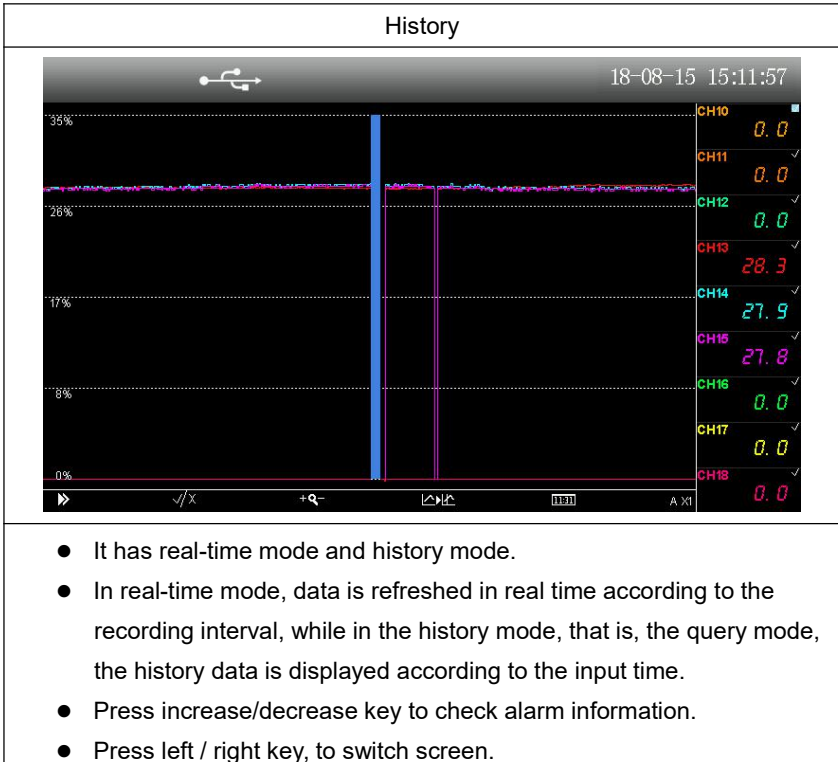 History
18-08-15 15:11:57
35%
26%
17%
8%
0%
CH10
0.0
CH11
0.0
CH12
0.0
CH13
28.3
CH14
27.9
CH15
27.8
CH16
0.0
CH17
0.0
CH18
0.0
√/X
+ -
11:31
A X1
● It has real-time mode and history mode.
● In real-time mode, data is refreshed in real time according to the
recording interval, while in the history mode, that is, the query mode,
the history data is displayed according to the input time.
● Press increase/decrease key to check alarm information.
● Press left / right key, to switch screen.